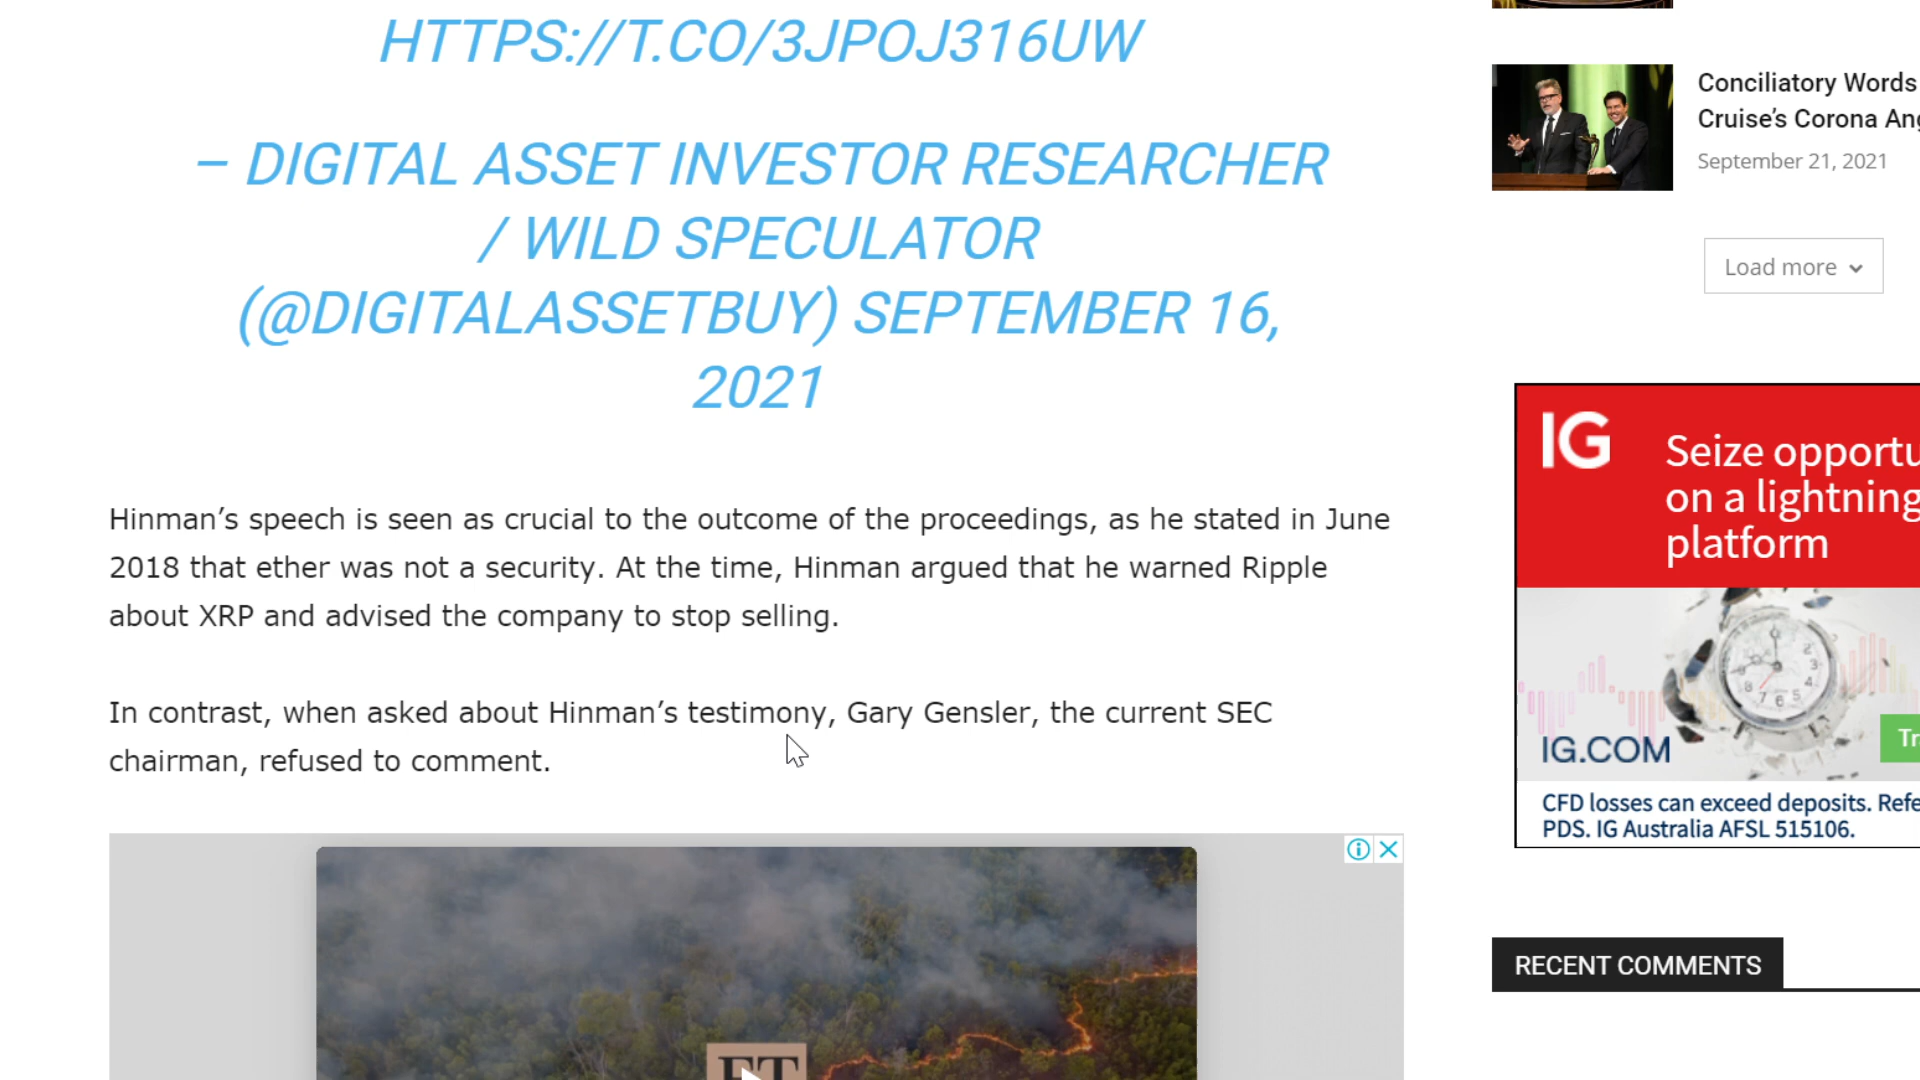 HTTPS://T.CO/3JPOJ316UW
– DIGITAL ASSET INVESTOR RESEARCHER
/ WILD SPECULATOR
(@DIGITALASSETBUY) SEPTEMBER 16,
2021
Hinman’s speech is seen as crucial to the outcome of the proceedings, as he stated in June
2018 that ether was not a security. At the time, Hinman argued that he warned Ripple
about XRP and advised the company to stop selling.
In contrast, when asked about Hinman’s testimony, Gary Gensler, the current SEC
chairman, refused to comment.
FT
Conciliatory Words
Cruise’s Corona Ang
September 21, 2021
Load more
IG
Seize opportu
on a lightning
platform
IG.COM
Tr
CFD losses can exceed deposits. Refe
PDS. IG Australia AFSL 515106.
RECENT COMMENTS